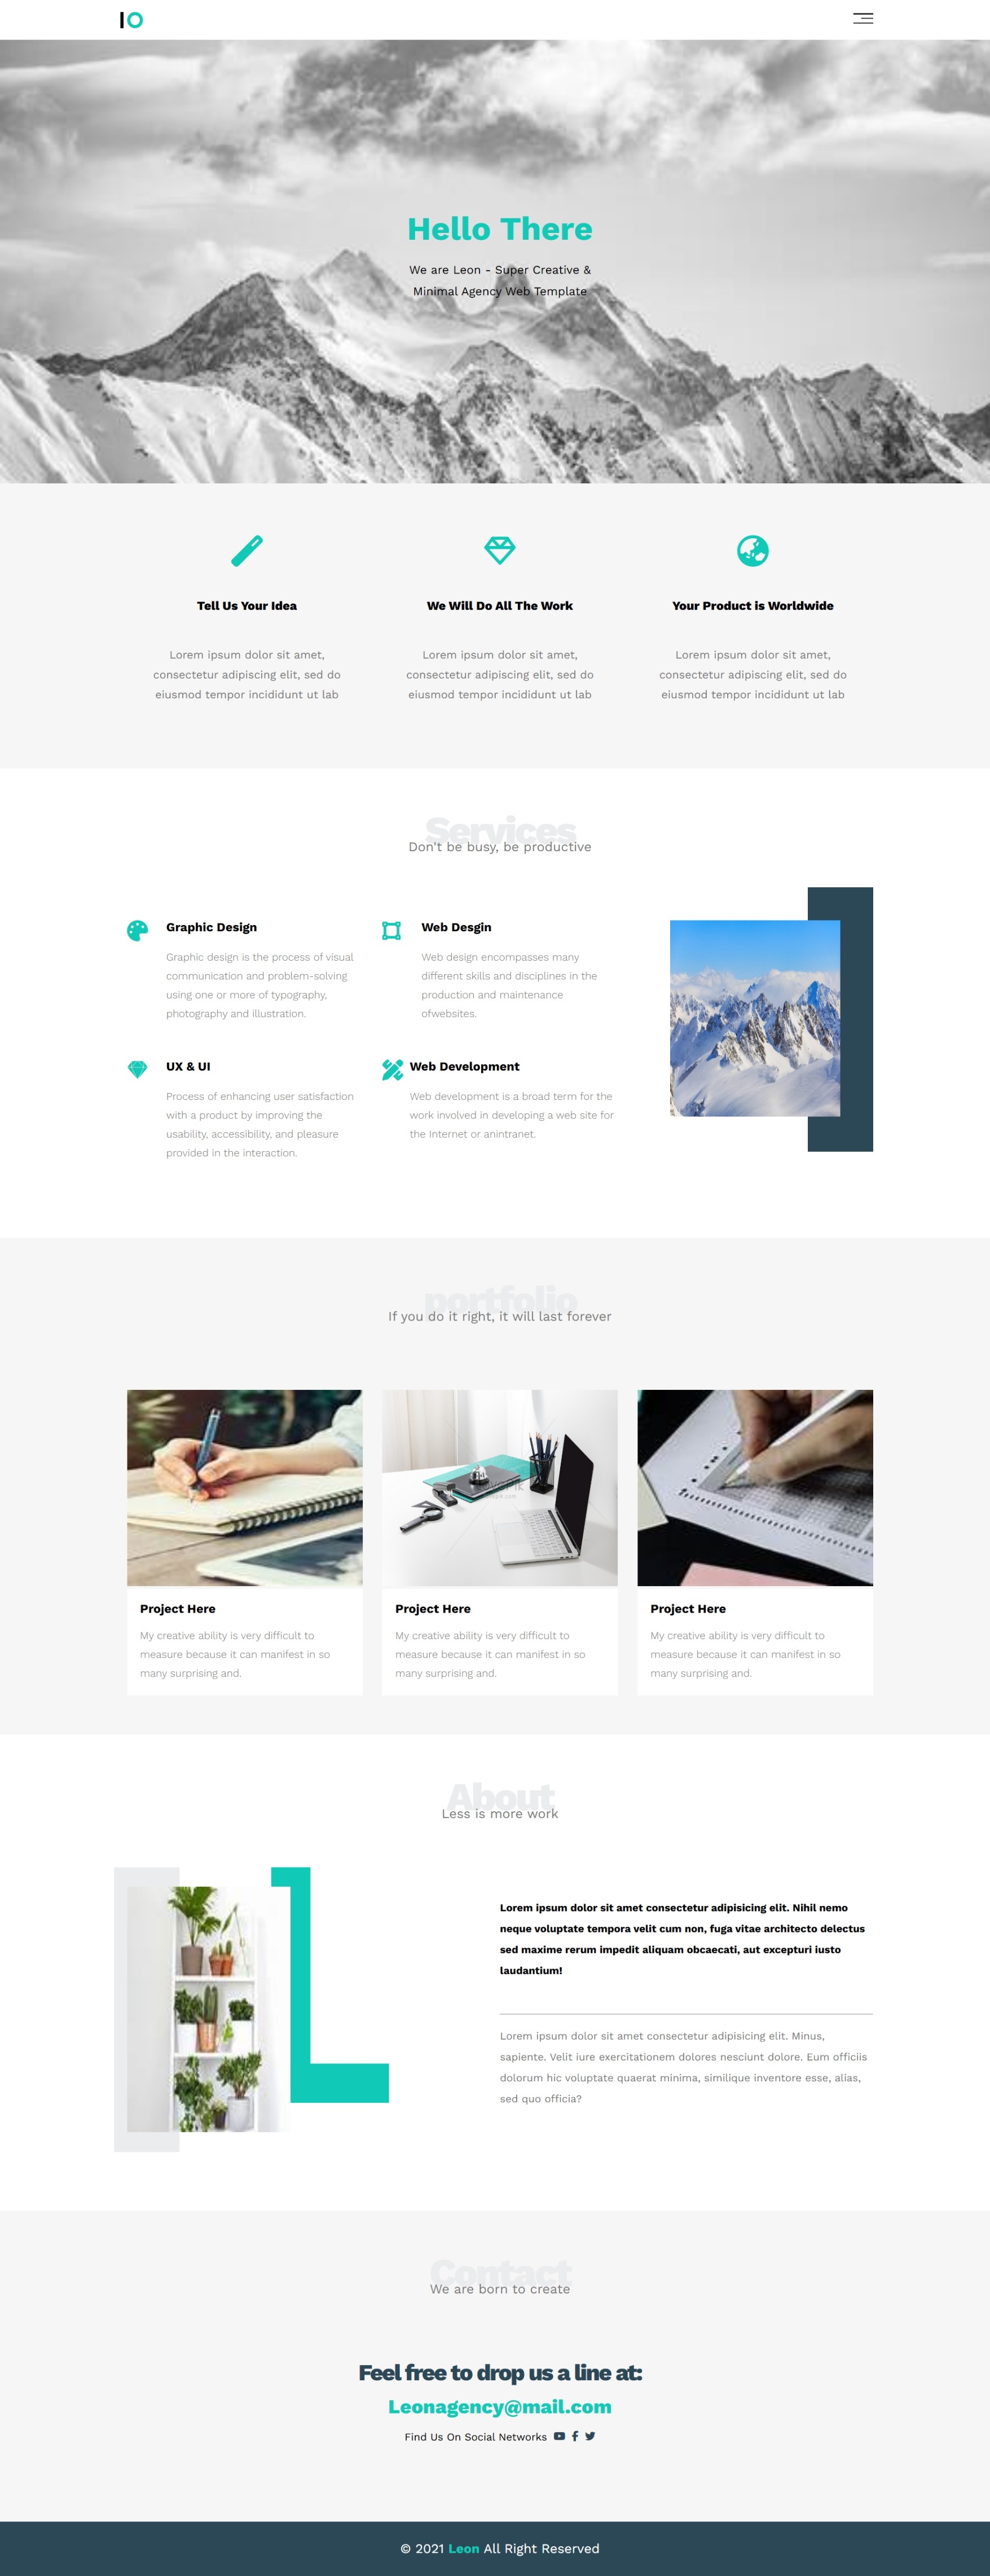 IO
Hello There
We are Leon - Super Creative &
Minimal Agency Web Template
Tell Us Your Idea
Lorem ipsum dolor sit amet,
consectetur adipiscing elit, sed do
eiusmod tempor incididunt ut lab
We Will Do All The Work
Lorem ipsum dolor sit amet,
consectetur adipiscing elit, sed do
eiusmod tempor incididunt ut lab
Your Product is Worldwide
Lorem ipsum dolor sit amet,
consectetur adipiscing elit, sed do
eiusmod tempor incididunt ut lab
Services
Don't be busy, be productive
Graphic Design
Graphic design is the process of visual
communication and problem-solving
using one or more of typography,
photography and illustration.
Web Desgin
Web design encompasses many
different skills and disciplines in the
production and maintenance
ofwebsites.
UX & UI
Process of enhancing user satisfaction
with a product by improving the
usability, accessibility, and pleasure
provided in the interaction.
Web Development
Web development is a broad term for the
work involved in developing a web site for
the Internet or anintranet.
portfolio
If you do it right, it will last forever
Project Here
My creative ability is very difficult to
measure because it can manifest in so
many surprising and.
Project Here
My creative ability is very difficult to
measure because it can manifest in so
many surprising and.
Project Here
My creative ability is very difficult to
measure because it can manifest in so
many surprising and.
About
Less is more work
Lorem ipsum dolor sit amet consectetur adipisicing elit. Nihil nemo
neque voluptate tempora velit cum non, fuga vitae architecto delectus
sed maxime rerum impedit aliquam obcaecati, aut excepturi iusto
laudantium!
Lorem ipsum dolor sit amet consectetur adipisicing elit. Minus,
sapiente. Velit iure exercitationem dolores nesciunt dolore. Eum officiis
dolorum hic voluptate quaerat minima, similique inventore esse, alias,
sed quo officia?
Contact
We are born to create
Feel free to drop us a line at:
Leonagency@mail.com
Find Us On Social Networks
© 2021 Leon All Right Reserved